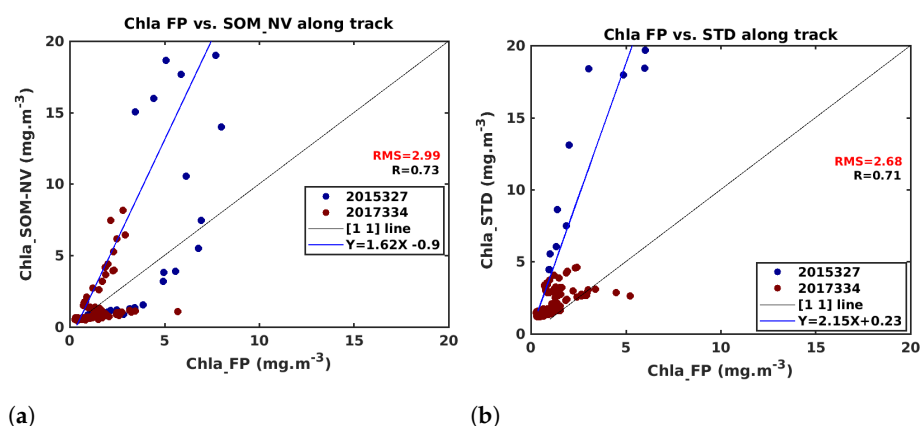 Chla FP vs. SOM_NV along track
20
15
10
5
0
0
5
10
15
20
Chla_SOM-NV (mg.m-3)
Chla_FP (mg.m-3)
RMS=2.99
R=0.73
2015327
2017334
[1 1] line
Y=1.62X -0.9
(a)
Chla FP vs. STD along track
20
15
10
5
0
0
5
10
15
20
Chla_STD (mg.m-3)
Chla_FP (mg.m-3)
RMS=2.68
R=0.71
2015327
2017334
[1 1] line
Y=2.15X+0.23
(b)